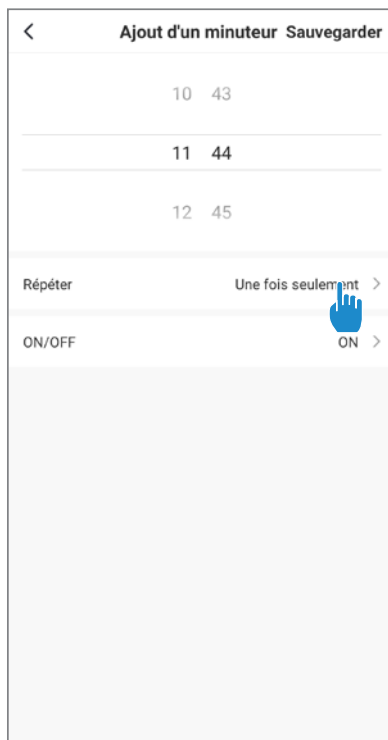 Ajout d'un minuteur Sauvegarder
10 43
11 44
12 45
Répéter Une fois seulement
ON/OFF ON